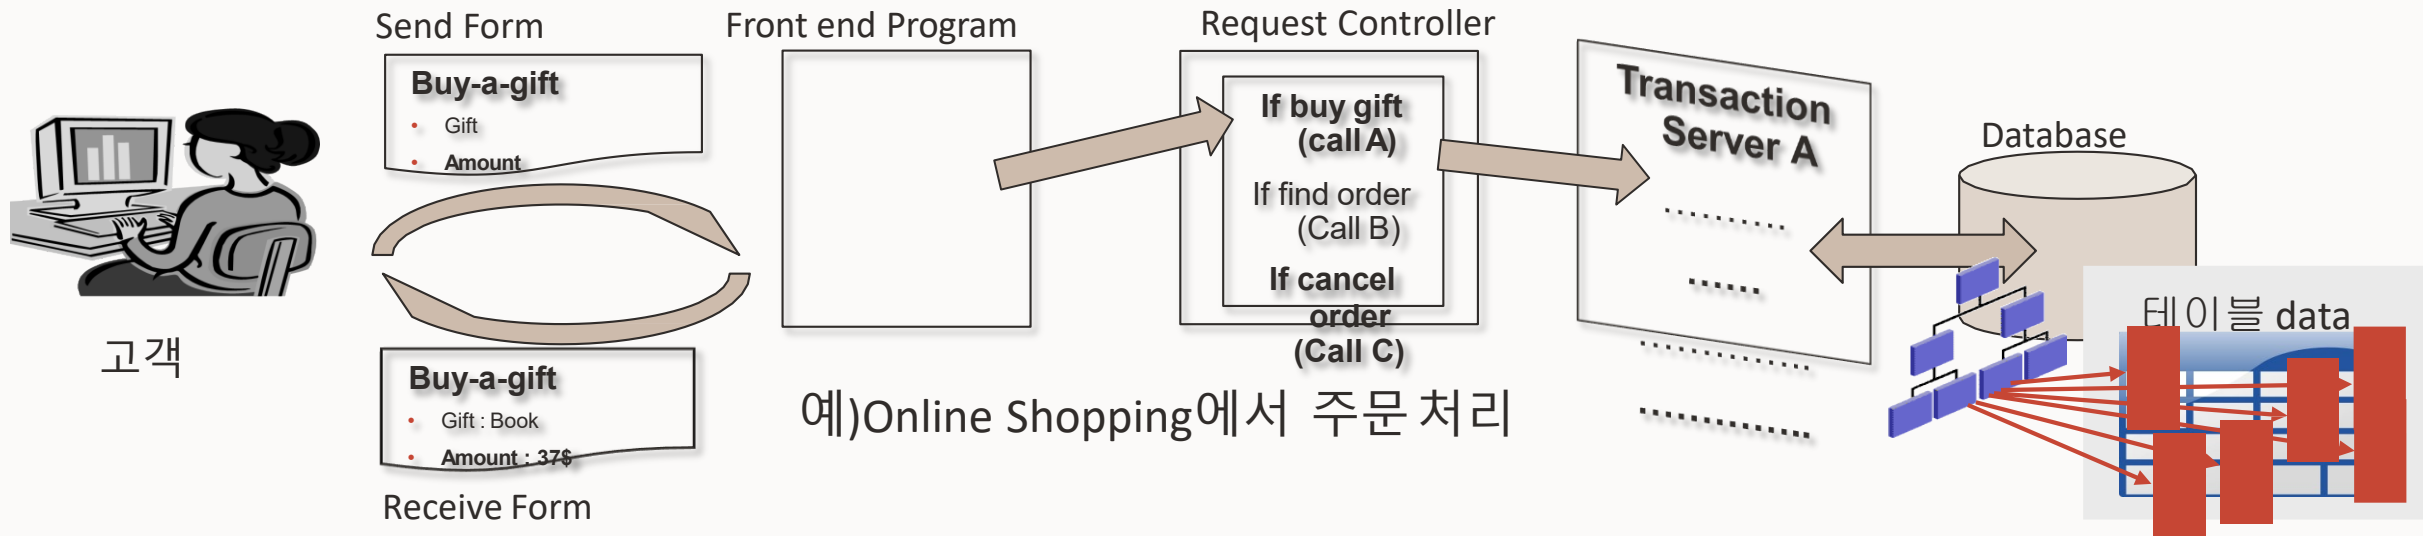 Send Form
Buy-a-gift
• Gift
• Amount
고객
Buy-a-gift
• Gift : Book
• Amount : 37$
Receive Form
Front end Program
Request Controller
If buy gift
(call A)
If find order
(Call B)
If cancel
order
(Call C)
Transaction
Server A
..........
......
..............
..............
Database
테이블 data
예)Online Shopping에서 주문 처리